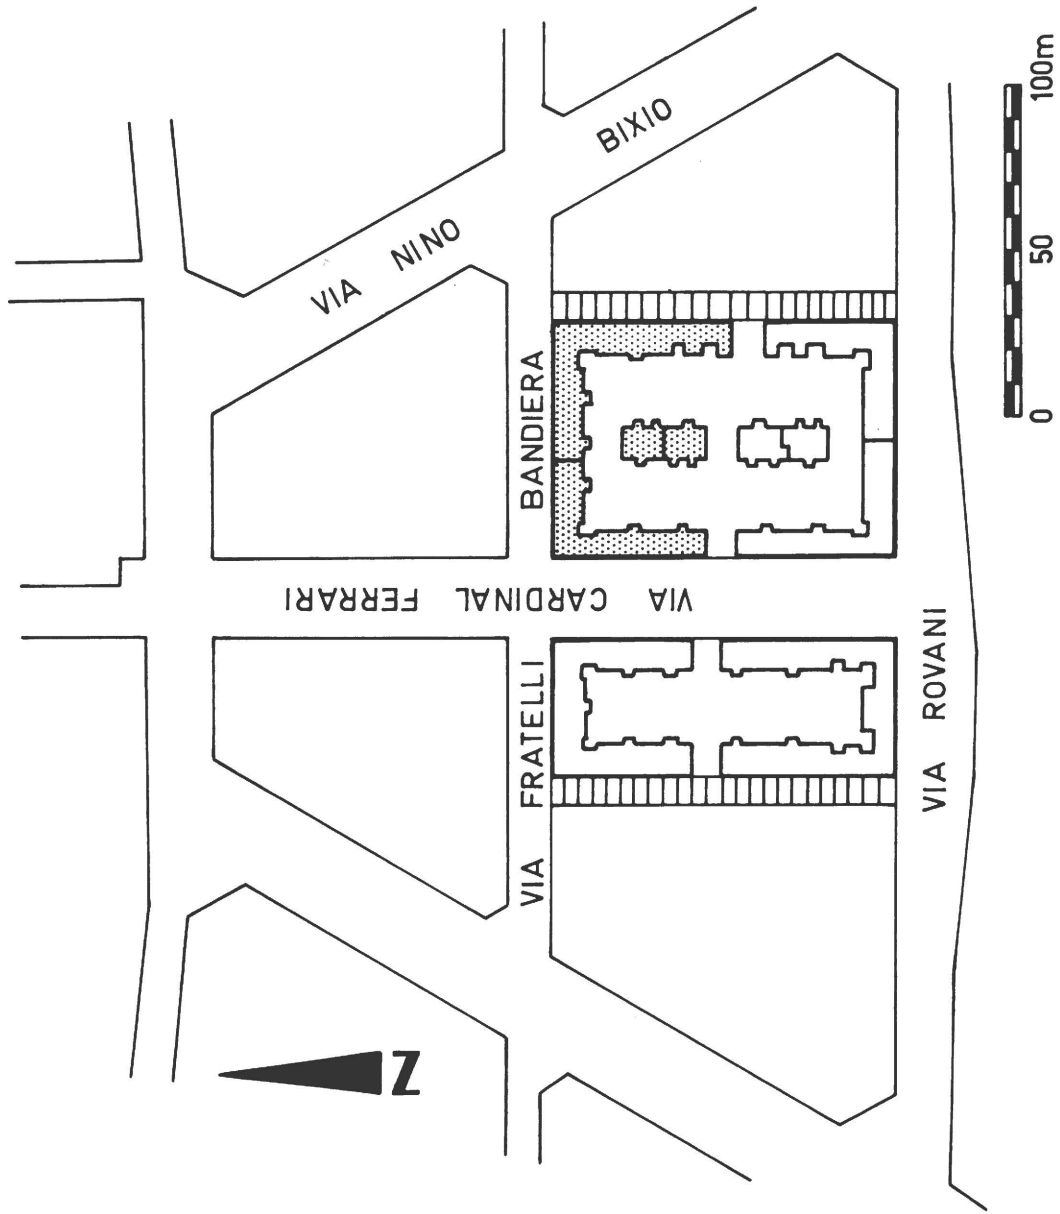 VIA NINO BIXIO
VIA FRATELLI BANDIERA
VIA CARDINAL FERRARI
VIA ROVANI
N
0 50 100m